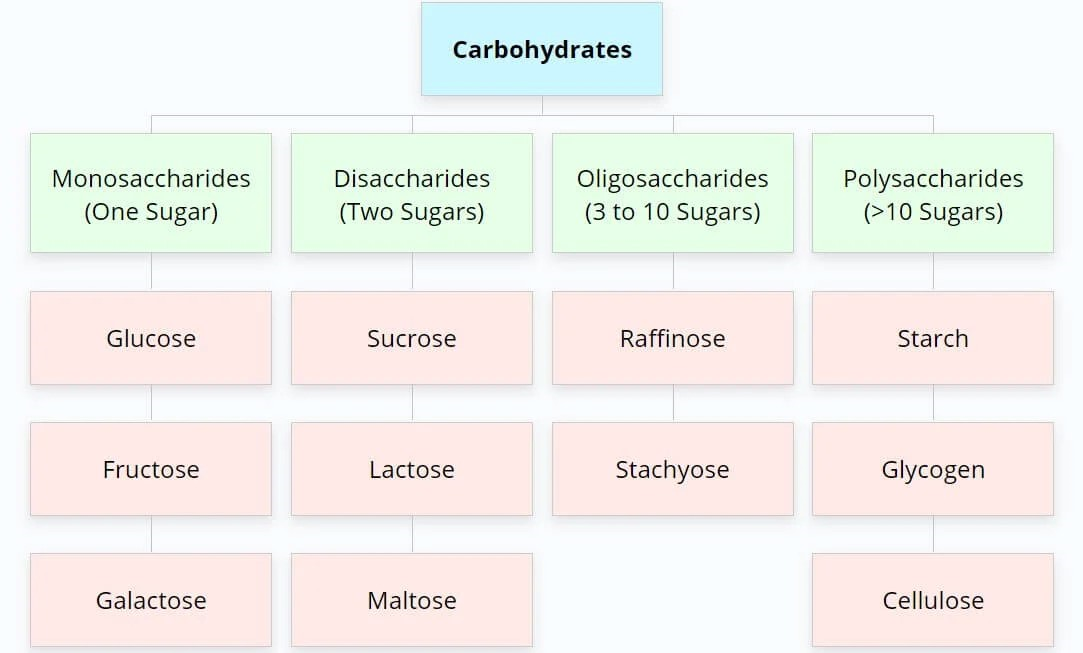 Carbohydrates
Monosaccharides
(One Sugar)
Disaccharides
(Two Sugars)
Oligosaccharides
(3 to 10 Sugars)
Polysaccharides
(>10 Sugars)
Glucose
Sucrose
Raffinose
Starch
Fructose
Lactose
Stachyose
Glycogen
Galactose
Maltose
Cellulose